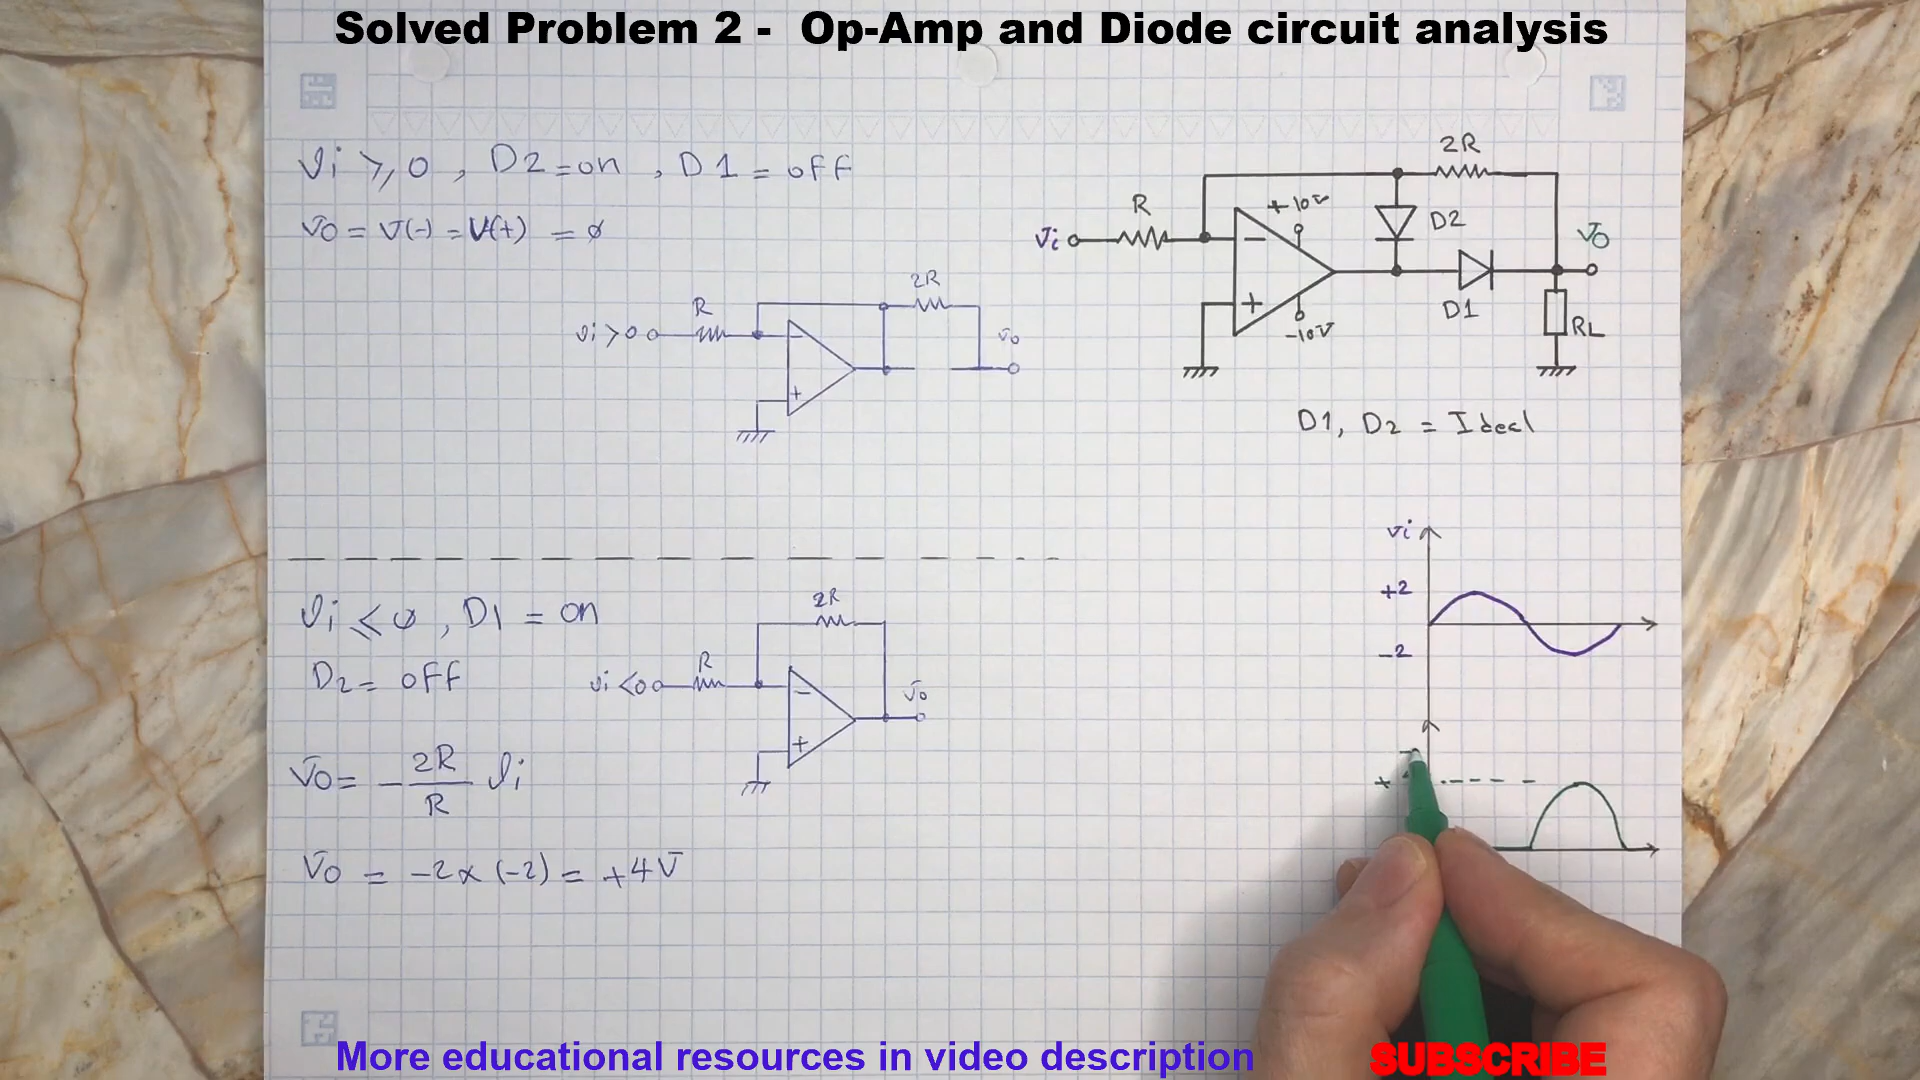 Solved Problem 2 - Op-Amp and Diode circuit analysis
Vi ≥ 0 , D2 = on , D1 = off
Vo = V(-) = V(+) = ø
2R
R
Vi > 0
Vo
-
+
2R
R
+10V
Vi
-
D2
Vo
+
D1
-10V
RL
D1, D2 = Ideal
Vi ≤ ø , D1 = on
D2 = off
2R
R
Vi < 0
Vo
-
+
Vo = - 2R/R Vi
Vo = -2 x (-2) = +4V
Vi
+2
-2
+
More educational resources in video description
SUBSCRIBE